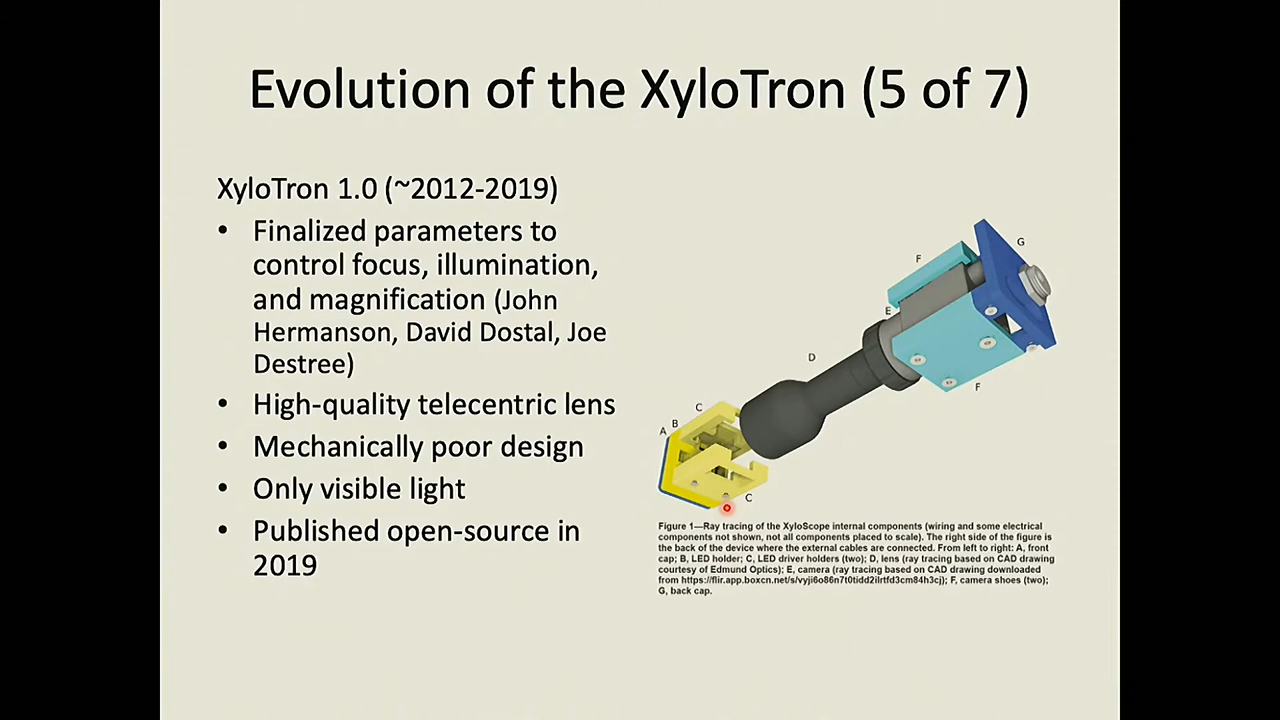 Evolution of the XyloTron (5 of 7)
XyloTron 1.0 (~2012-2019)
• Finalized parameters to
control focus, illumination,
and magnification (John
Hermanson, David Dostal, Joe
Destree)
• High-quality telecentric lens
• Mechanically poor design
• Only visible light
• Published open-source in
2019
G
F
E
D
F
C
B
A
C
Figure 1—Ray tracing of the XyloScope internal components (wiring and some electrical
components not shown, not all components placed to scale). The right side of the figure is
the back of the device where the external cables are connected. From left to right: A, front
cap; B, LED holder; C, LED driver holders (two); D, lens (ray tracing based on CAD drawing
courtesy of Edmund Optics); E, camera (ray tracing based on CAD drawing downloaded
from F, camera shoes (two);
G, back cap.